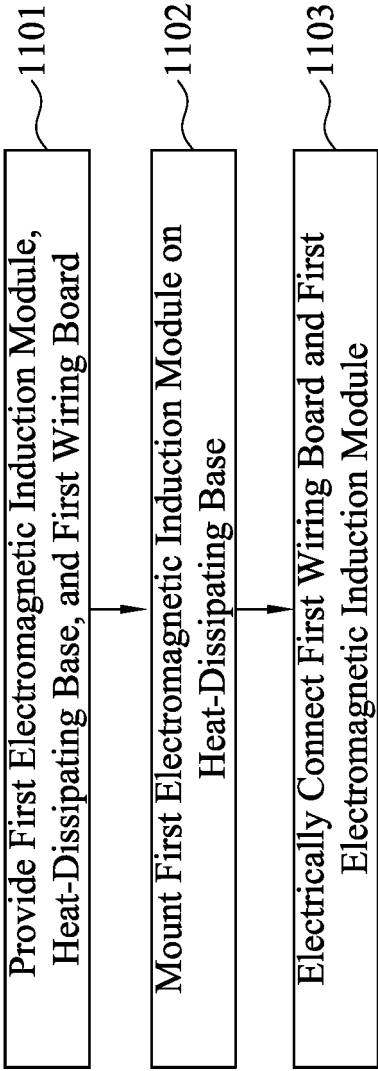 Provide First Electromagnetic Induction Module,
Heat-Dissipating Base, and First Wiring Board
1101
Mount First Electromagnetic Induction Module on
Heat-Dissipating Base
1102
Electrically Connect First Wiring Board and First
Electromagnetic Induction Module
1103